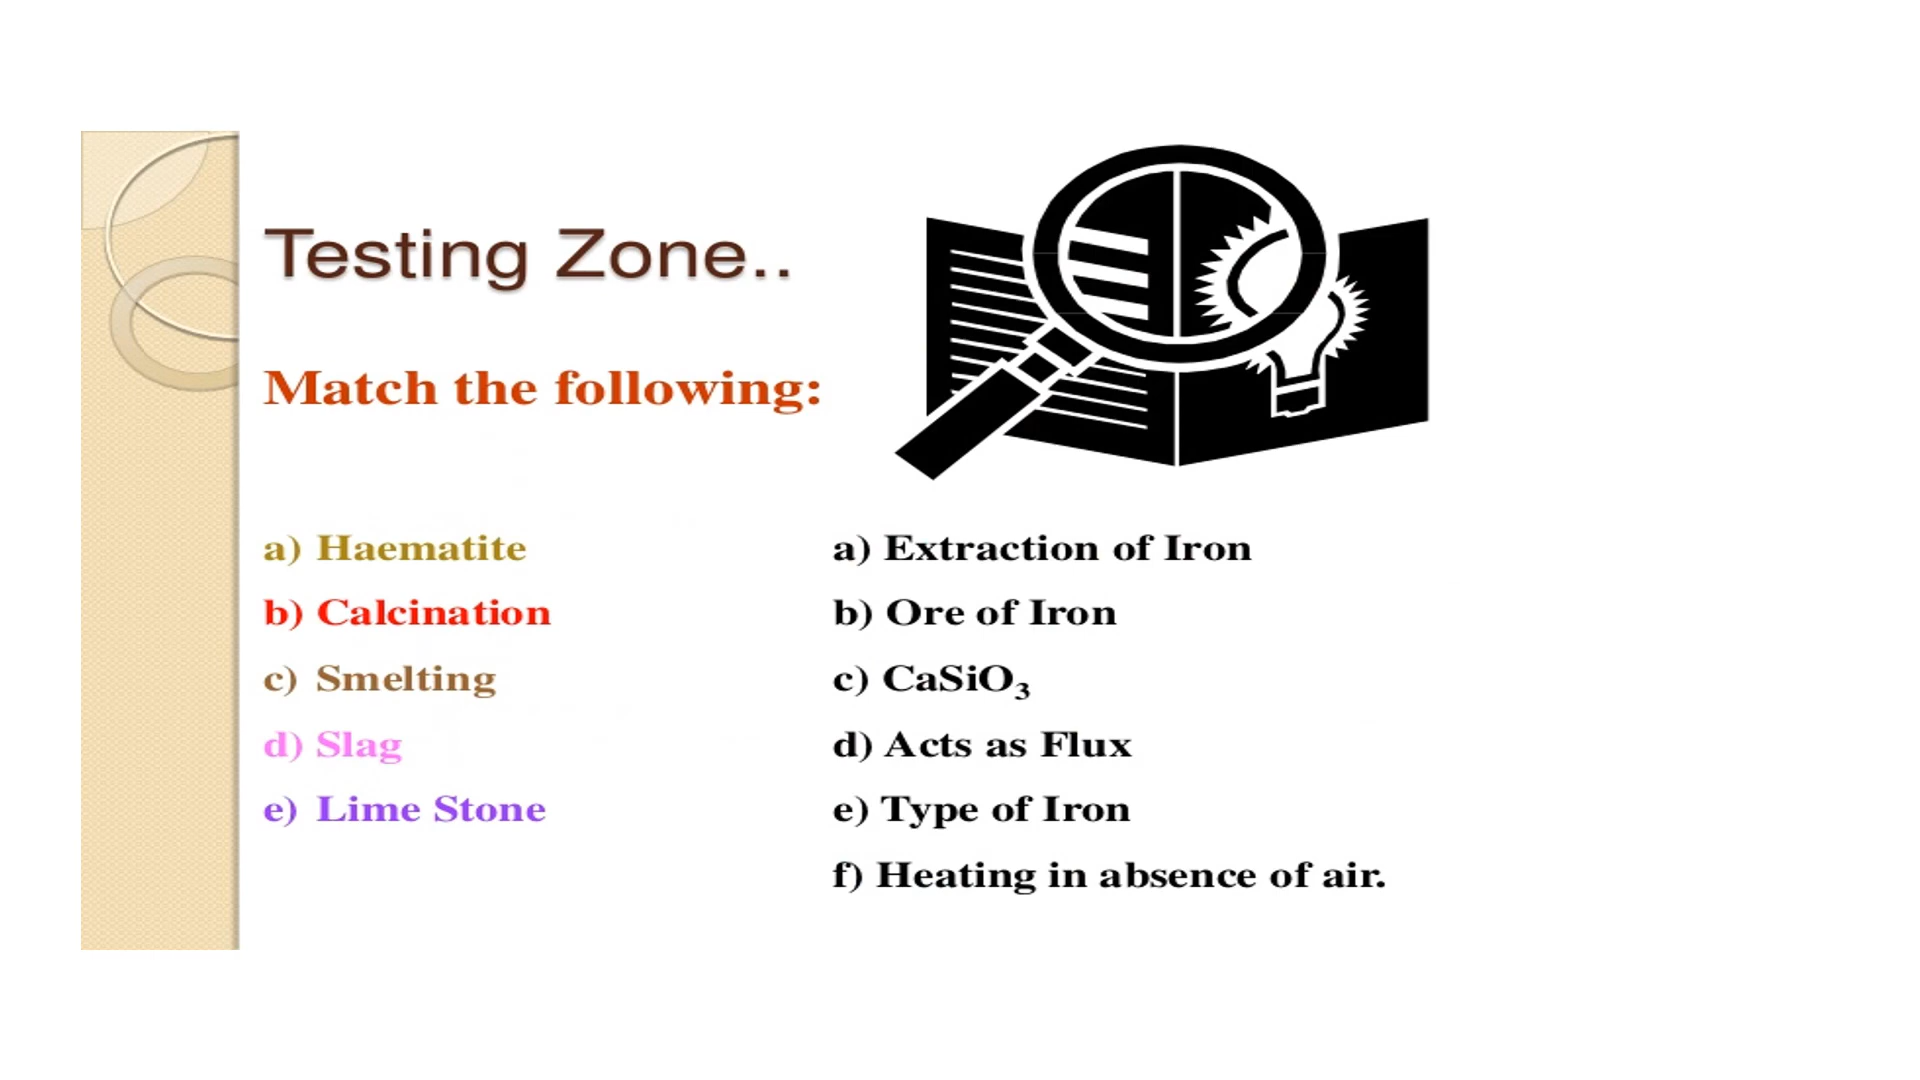 Testing Zone..
Match the following:
a) Haematite
b) Calcination
c) Smelting
d) Slag
e) Lime Stone
a) Extraction of Iron
b) Ore of Iron
c) CaSiO₃
d) Acts as Flux
e) Type of Iron
f) Heating in absence of air.